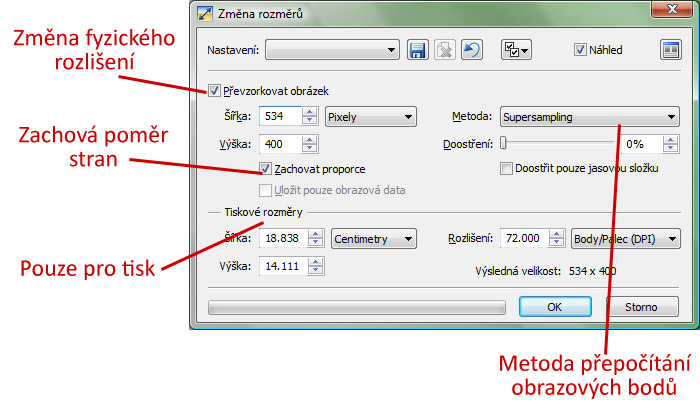 Změna rozměrů
Změna fyzického
rozlišení
Nastavení:
Náhled
Převzorkovat obrázek
Šířka: 534 Pixely Metoda: Supersampling
Zachová poměr
stran
Výška: 400 Doostření: 0%
Zachovat proporce Doostřit pouze jasovou složku
Uložit pouze obrazová data
Tiskové rozměry
Šířka: 18.838 Centimetry Rozlišení: 72.000 Body/Palec (DPI)
Pouze pro tisk
Výška: 14.111 Výsledná velikost: 534 x 400
OK Storno
Metoda přepočítání
obrazových bodů